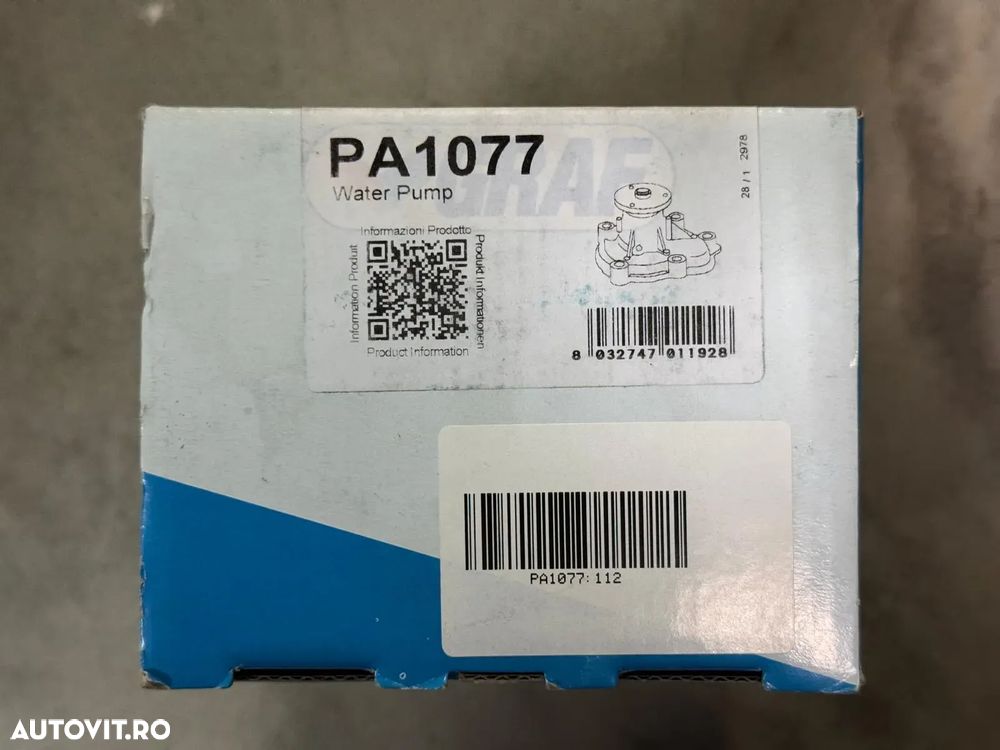 PA1077
GRAF
Water Pump
28 / 1 2978
Informazioni Prodotto
Information Produit
Produkt Informationen
Product Information
8 032747 011928
PA1077:112
AUTOVIT.RO